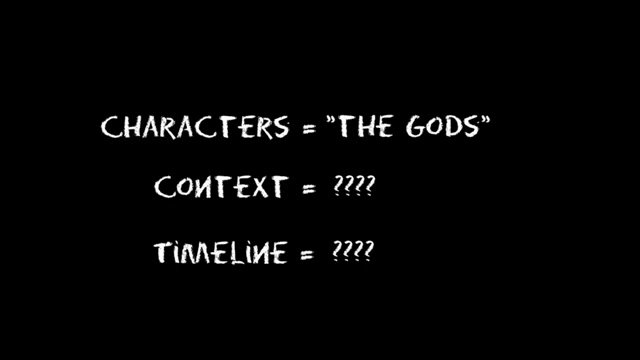 CHARACTERS = "THE GODS"
CONTEXT = ????
TIMELINE = ????